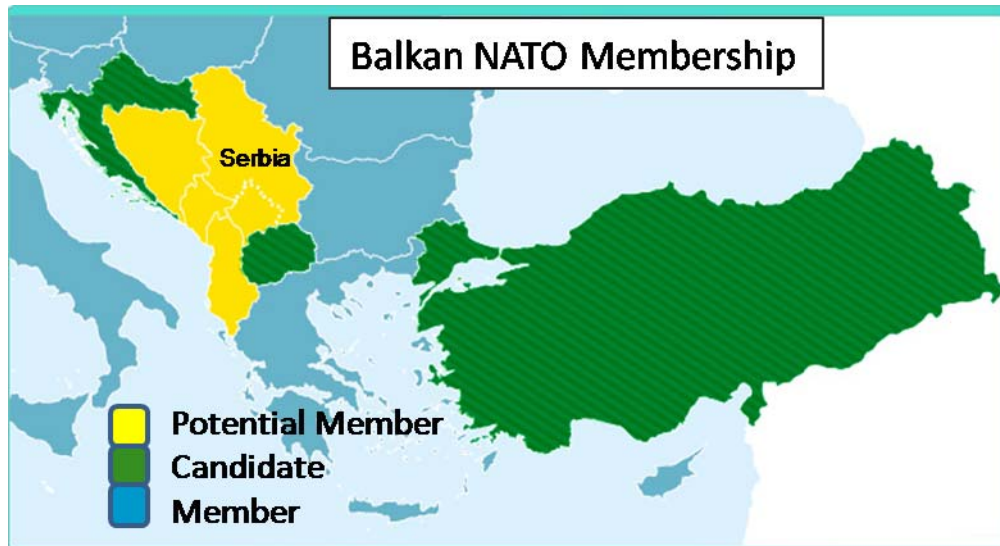 Balkan NATO Membership
Serbia
Potential Member
Candidate
Member